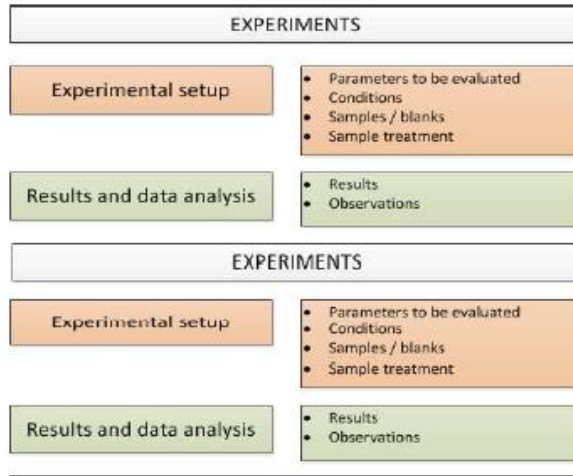 EXPERIMENTS
Experimental setup
• Parameters to be evaluated
• Conditions
• Samples / blanks
• Sample treatment
Results and data analysis
• Results
• Observations
EXPERIMENTS
Experimental setup
• Parameters to be evaluated
• Conditions
• Samples / blanks
• Sample treatment
Results and data analysis
• Results
• Observations